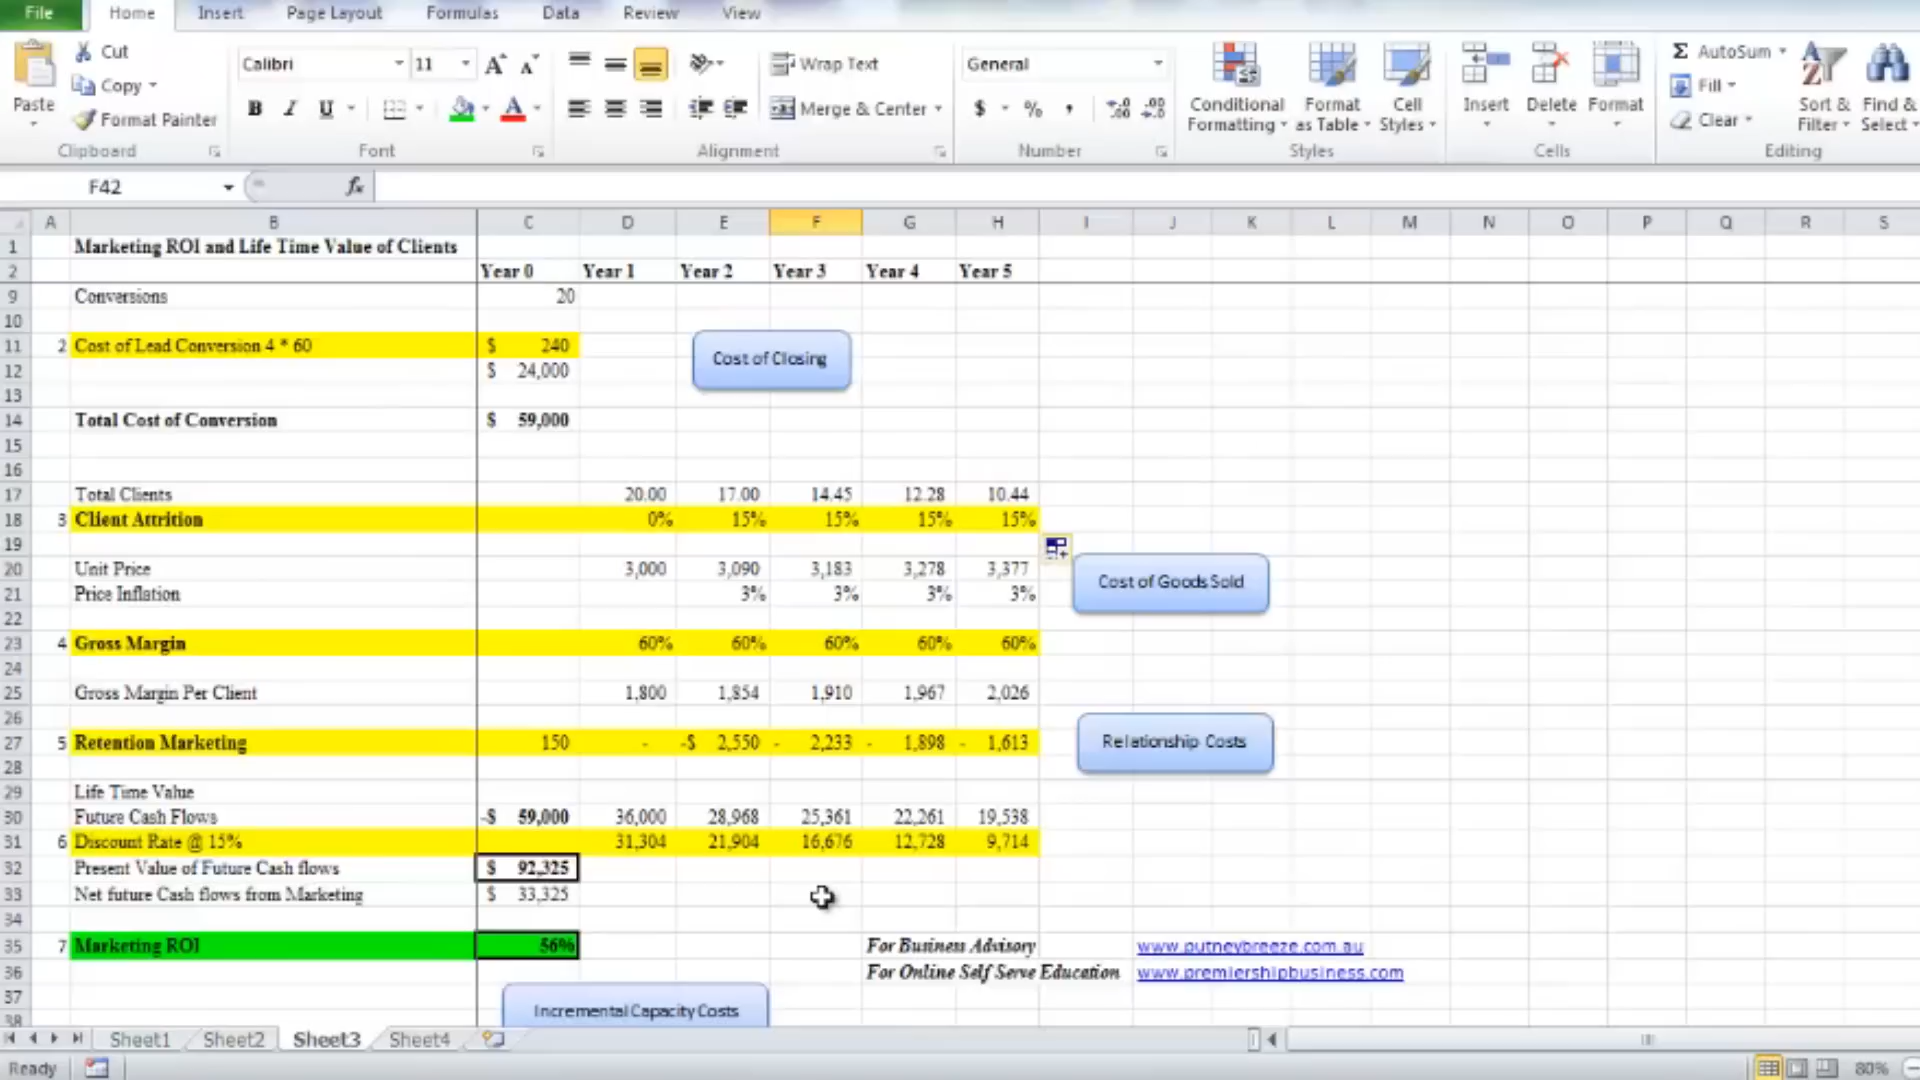 File Home Insert Page Layout Formulas Data Review View
Cut Calibri 11 Wrap Text General Σ AutoSum
Copy Fill
Paste Format Painter B I U Merge & Center $ % , Conditional Formatting Format as Table Cell Styles Insert Delete Format Clear Sort & Filter Find & Select
Clipboard Font Alignment Number Styles Cells Editing
F42 fx
A B C D E F G H I J K L M N O P Q R S
1 Marketing ROI and Life Time Value of Clients
2 Year 0 Year 1 Year 2 Year 3 Year 4 Year 5
9 Conversions 20
10
11 2 Cost of Lead Conversion 4 * 60 $ 240 Cost of Closing
12 $ 24,000
13
14 Total Cost of Conversion $ 59,000
15
16
17 Total Clients 20.00 17.00 14.45 12.28 10.44
18 3 Client Attrition 0% 15% 15% 15% 15%
19
20 Unit Price 3,000 3,090 3,183 3,278 3,377 Cost of Goods Sold
21 Price Inflation 3% 3% 3% 3%
22
23 4 Gross Margin 60% 60% 60% 60% 60%
24
25 Gross Margin Per Client 1,800 1,854 1,910 1,967 2,026
26
27 5 Retention Marketing 150 - -$ 2,550 - 2,233 - 1,898 - 1,613 Relationship Costs
28
29 Life Time Value
30 Future Cash Flows -$ 59,000 36,000 28,968 25,361 22,261 19,538
31 6 Discount Rate @ 15% 31,304 21,904 16,676 12,728 9,714
32 Present Value of Future Cash flows $ 92,325
33 Net future Cash flows from Marketing $ 33,325
34
35 7 Marketing ROI 56% For Business Advisory www.putneybreeze.com.au
36 For Online Self Serve Education www.premiershipbusiness.com
37
38 Incremental Capacity Costs
Sheet1 Sheet2 Sheet3 Sheet4
Ready 80%